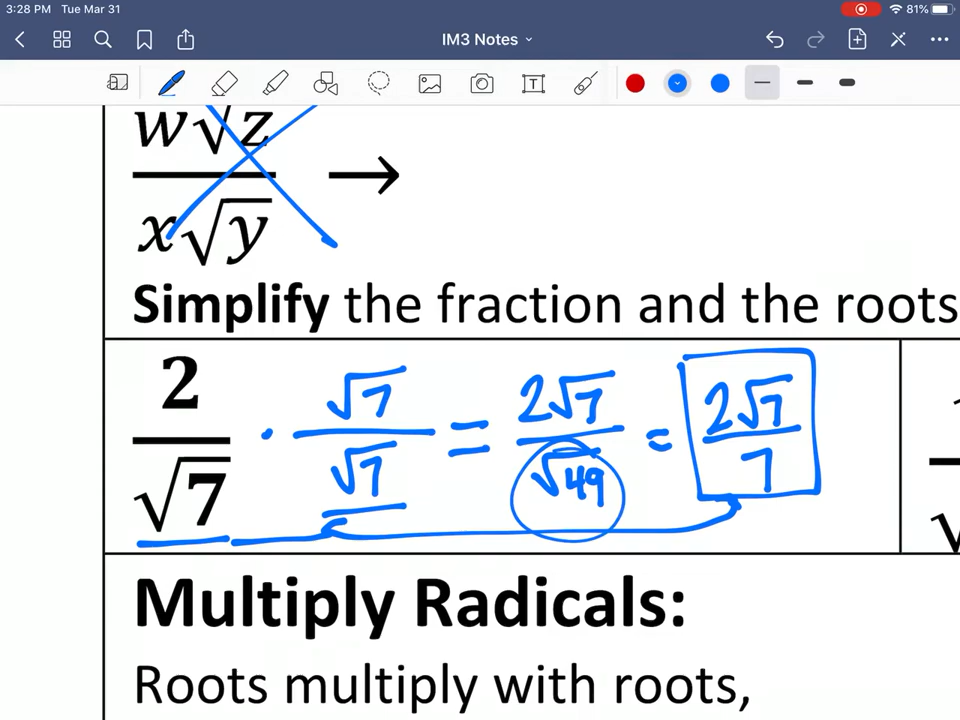 3:28 PM Tue Mar 31 81%
IM3 Notes
T
w√z
x√y
→
Simplify the fraction and the roots
2/√7 · √7/√7 = 2√7/√49 = 2√7/7
Multiply Radicals:
Roots multiply with roots,